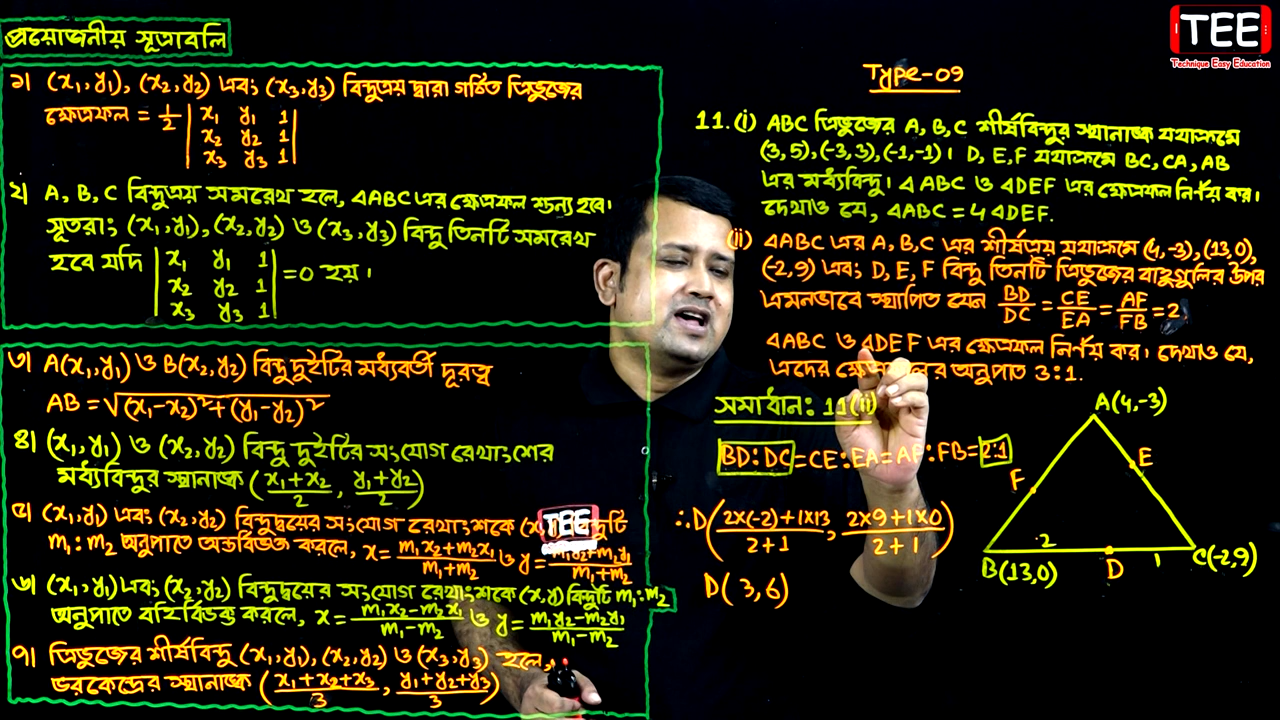 প্রয়োজনীয় সূত্রাবলি
TEE
Technique Easy Education
১। (x₁, y₁), (x₂, y₂) এবং (x₃, y₃) বিন্দুত্রয় দ্বারা গঠিত ত্রিভুজের
ক্ষেত্রফল = 1/2 | x₁ y₁ 1 |
| x₂ y₂ 1 |
| x₃ y₃ 1 |
২। A, B, C বিন্দুত্রয় সমরেখ হলে, ΔABC এর ক্ষেত্রফল শূন্য হবে।
সুতরাং (x₁, y₁), (x₂, y₂) ও (x₃, y₃) বিন্দু তিনটি সমরেখ
হবে যদি | x₁ y₁ 1 | = 0 হয়।
| x₂ y₂ 1 |
| x₃ y₃ 1 |
৩। A(x₁, y₁) ও B(x₂, y₂) বিন্দু দুইটির মধ্যবর্তী দূরত্ব
AB = √(x₁-x₂)²+(y₁-y₂)²
৪। (x₁, y₁) ও (x₂, y₂) বিন্দু দুইটির সংযোগ রেখাংশের
মধ্যবিন্দুর স্থানাঙ্ক ((x₁+x₂)/2, (y₁+y₂)/2)
৫। (x₁, y₁) এবং (x₂, y₂) বিন্দুদ্বয়ের সংযোগ রেখাংশকে
m₁:m₂ অনুপাতে অন্তর্বিভক্ত করলে, x = (m₁x₂+m₂x₁)/(m₁+m₂) ও y = (m₁y₂+m₂y₁)/(m₁+m₂)
TEE
৬। (x₁, y₁) এবং (x₂, y₂) বিন্দুদ্বয়ের সংযোগ রেখাংশকে (x, y) বিন্দুটি m₁:m₂
অনুপাতে বহির্বিভক্ত করলে, x = (m₁x₂-m₂x₁)/(m₁-m₂) ও y = (m₁y₂-m₂y₁)/(m₁-m₂)
৭। ত্রিভুজের শীর্ষবিন্দু (x₁, y₁), (x₂, y₂) ও (x₃, y₃) হলে,
ভরকেন্দ্রের স্থানাঙ্ক ((x₁+x₂+x₃)/3, (y₁+y₂+y₃)/3)
Type-09
11. (i) ABC ত্রিভুজের A, B, C শীর্ষবিন্দুর স্থানাঙ্ক যথাক্রমে
(3, 5), (-3, 3), (-1, -1)। D, E, F যথাক্রমে BC, CA, AB
এর মধ্যবিন্দু। ΔABC ও ΔDEF এর ক্ষেত্রফল নির্ণয় কর।
দেখাও যে, ΔABC = 4 ΔDEF.
(ii) ΔABC এর A, B, C এর শীর্ষত্রয় যথাক্রমে (4, -3), (13, 0),
(-2, 9) এবং D, E, F বিন্দু তিনটি ত্রিভুজের বাহুগুলির উপর
এমনভাবে স্থাপিত যেন BD/DC = CE/EA = AF/FB = 2,
ΔABC ও ΔDEF এর ক্ষেত্রফল নির্ণয় কর। দেখাও যে,
এদের অনুপাত 3:1.
সমাধান: 11(ii)
BD:DC = CE:EA = AF:FB = 2:1
∴ D((2×(-2)+1×13)/(2+1), (2×9+1×0)/(2+1))
D(3, 6)
A(4, -3)
E
F
2
1
B(13, 0)
D
C(-2, 9)